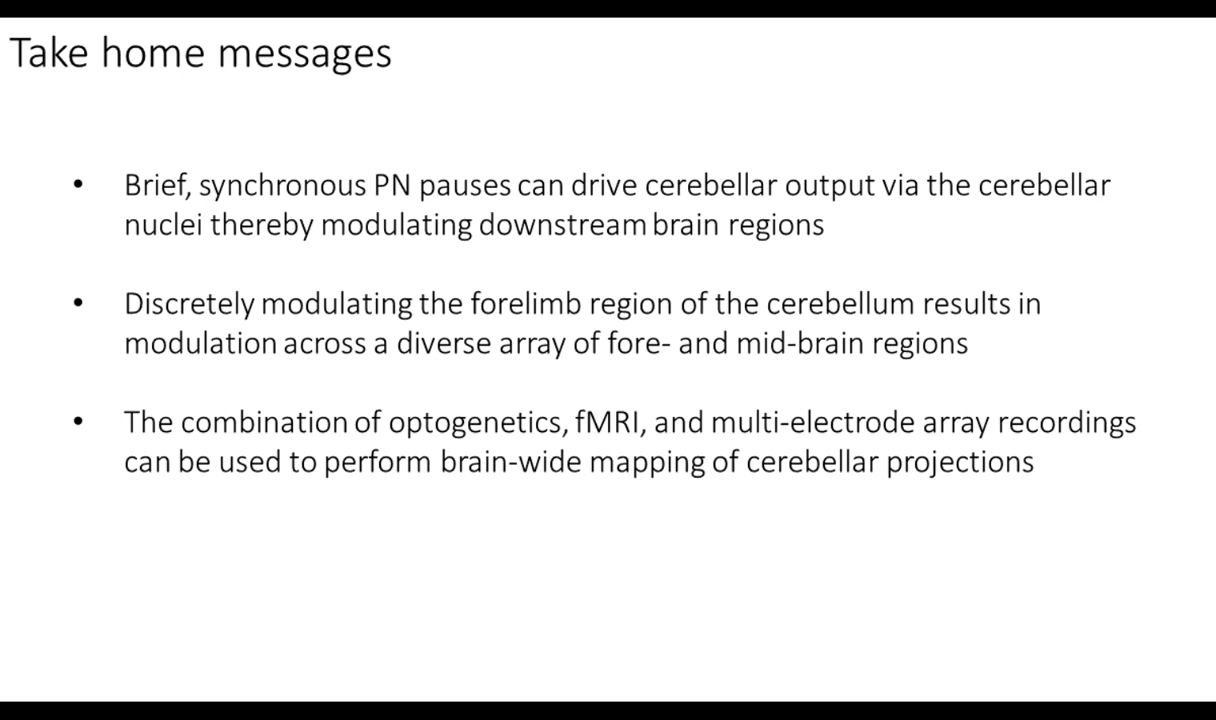 Take home messages
• Brief, synchronous PN pauses can drive cerebellar output via the cerebellar
nuclei thereby modulating downstream brain regions
• Discretely modulating the forelimb region of the cerebellum results in
modulation across a diverse array of fore- and mid-brain regions
• The combination of optogenetics, fMRI, and multi-electrode array recordings
can be used to perform brain-wide mapping of cerebellar projections